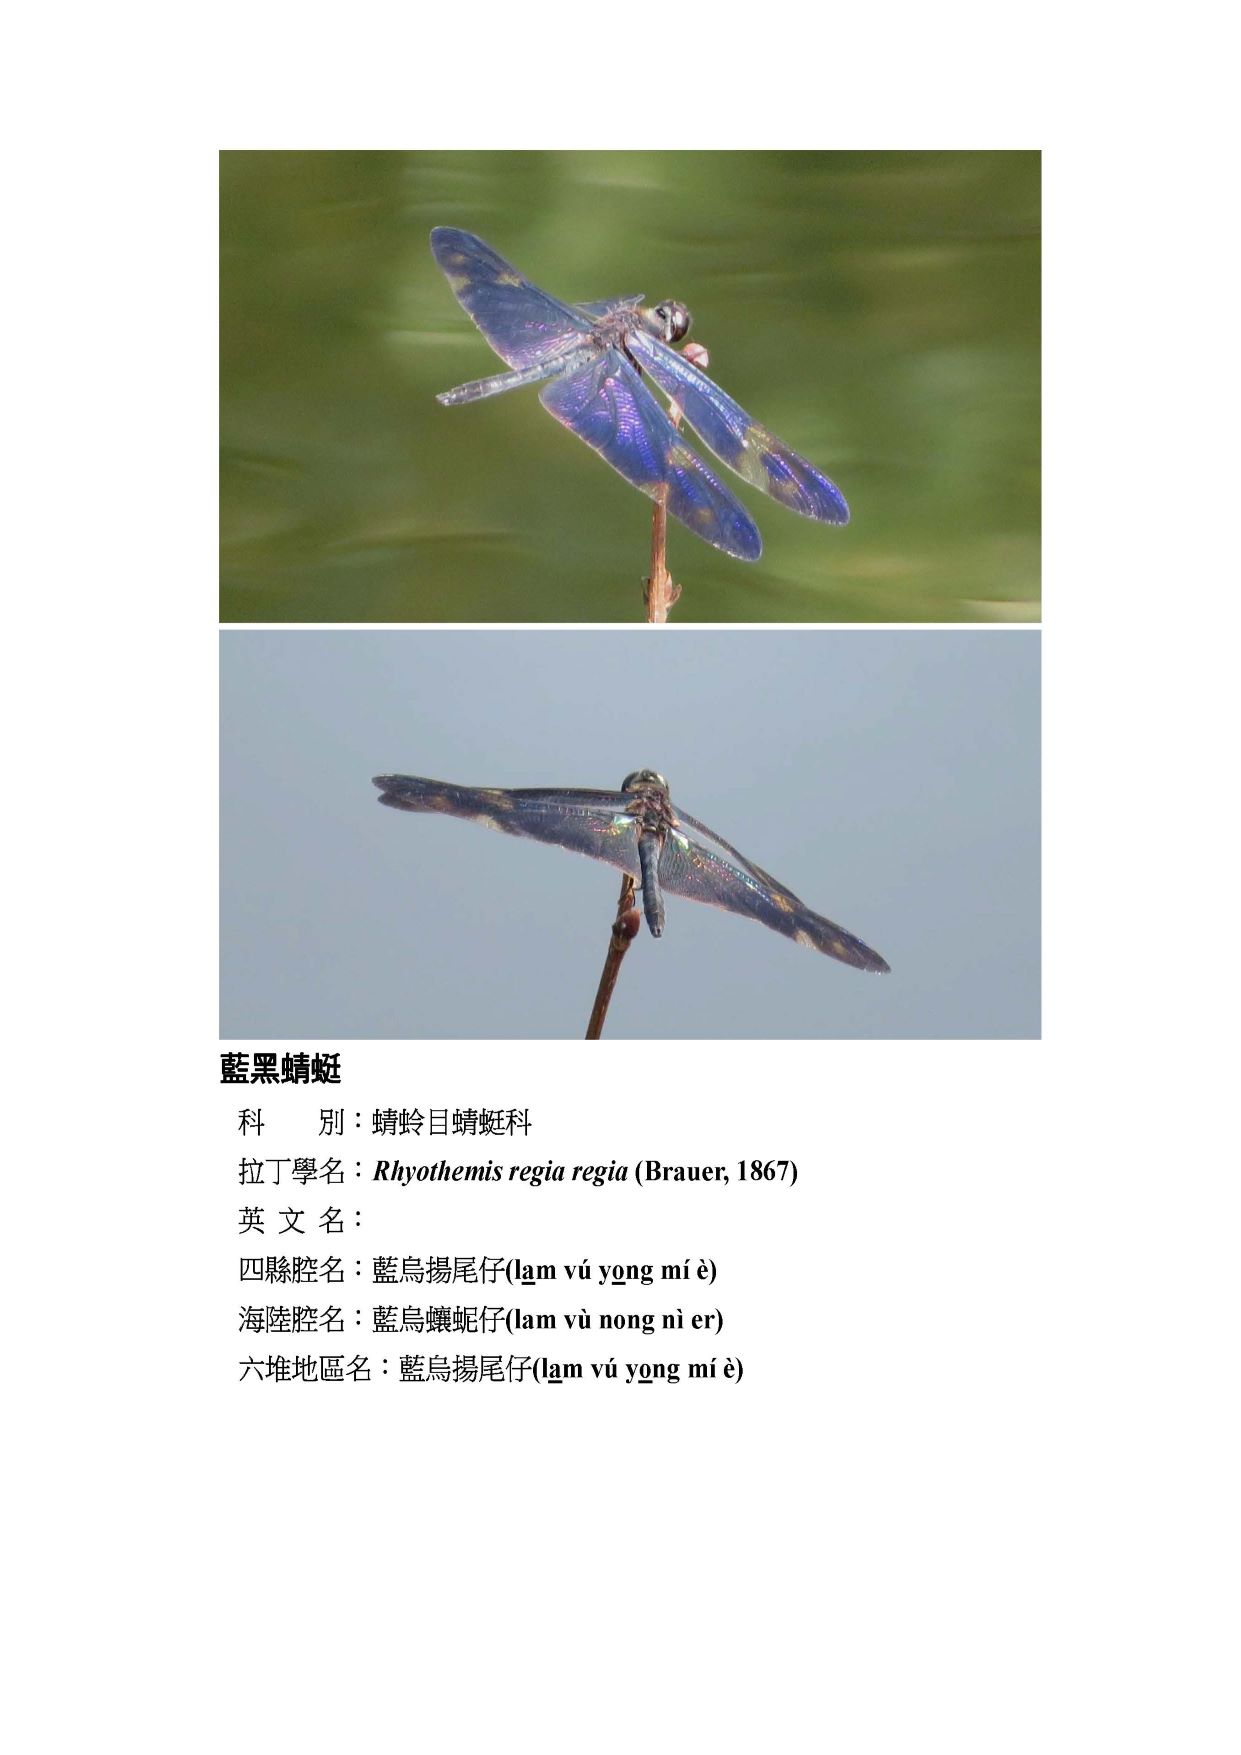 藍黑蜻蜓
科　　別：蜻蛉目蜻蜓科
拉丁學名：Rhyothemis regia regia (Brauer, 1867)
英 文 名：
四縣腔名：藍烏揚尾仔(lam vú yong mí è)
海陸腔名：藍烏蠰蚭仔(lam vù nong nì er)
六堆地區名：藍烏揚尾仔(lam vú yong mí è)